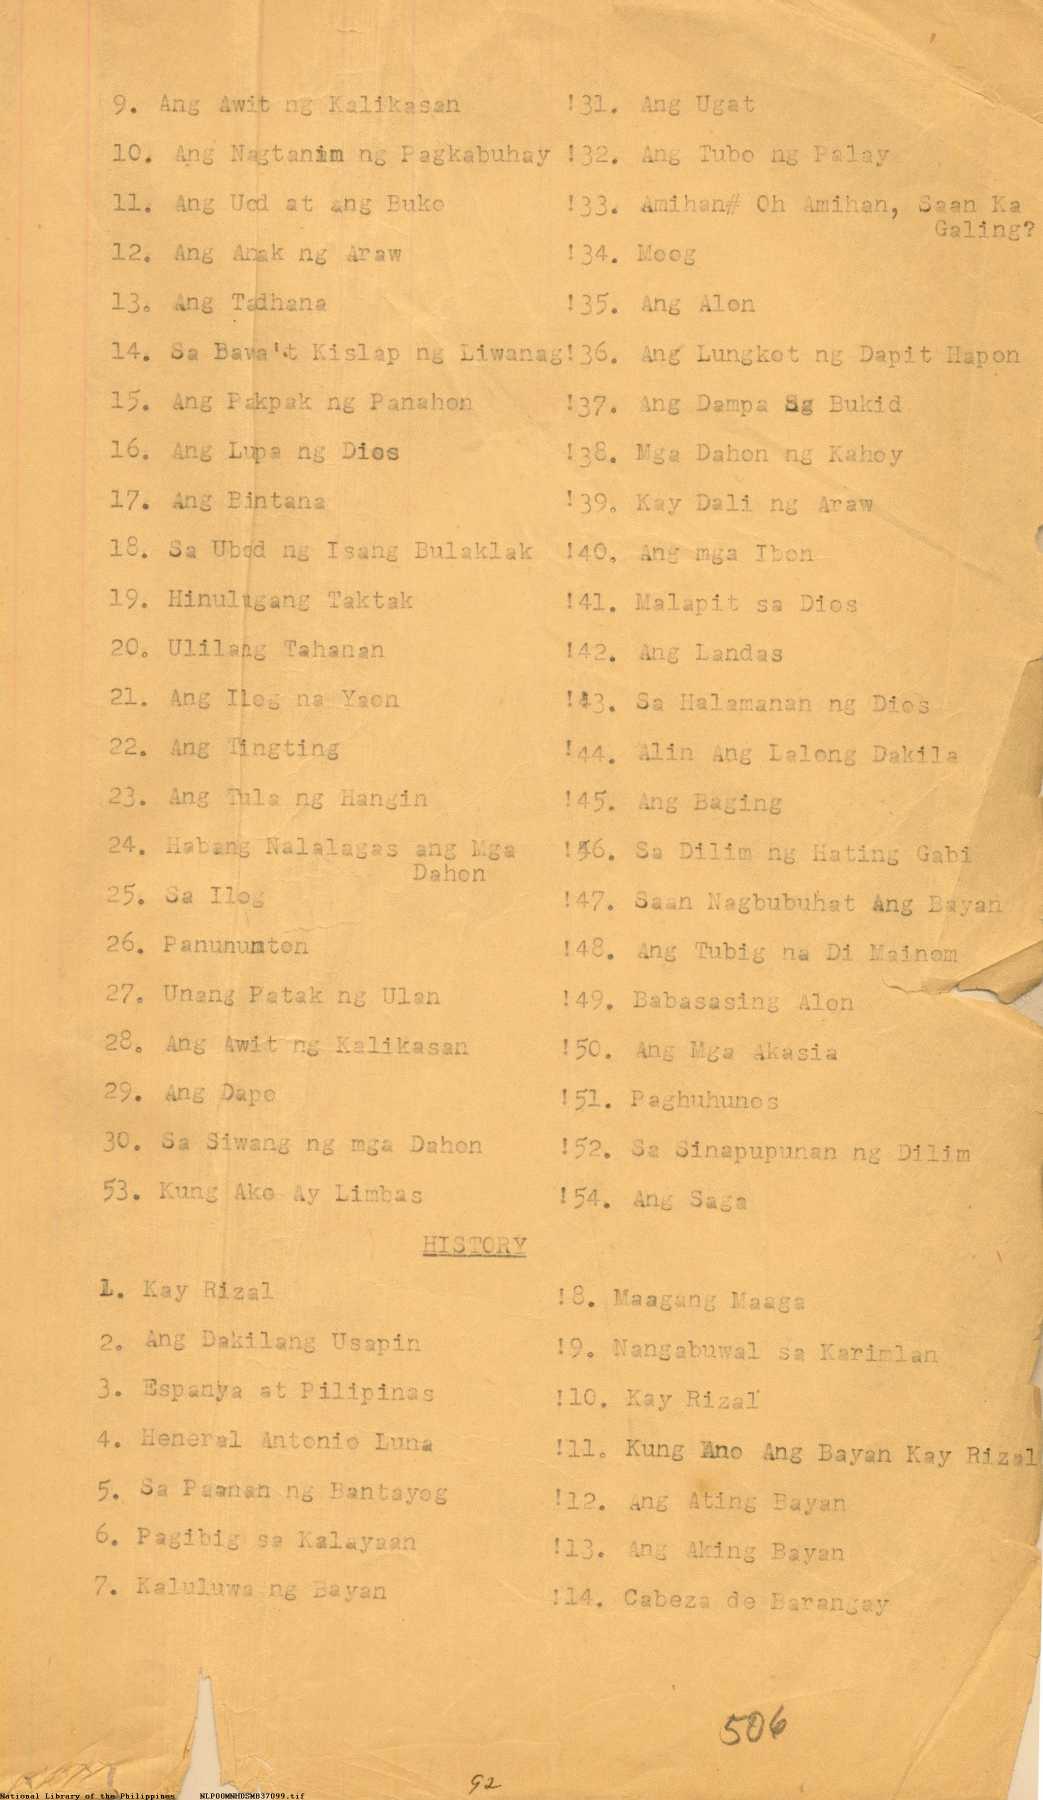 9. Ang Awit ng Kalikasan
10. Ang Nagtanim ng Pagkabuhay
11. Ang Uod at ang Buko
12. Ang Anak ng Araw
13. Ang Tadhana
14. Sa Bawa't Kislap ng Liwanag
15. Ang Pakpak ng Panahon
16. Ang Lupa ng Dios
17. Ang Bintana
18. Sa Ubod ng Isang Bulaklak
19. Hinulugang Taktak
20. Ulilang Tahanan
21. Ang Ilog na Yaon
22. Ang Tingting
23. Ang Tula ng Hangin
24. Habang Nalalagas ang Mga
Dahon
25. Sa Ilog
26. Panununton
27. Unang Patak ng Ulan
28. Ang Awit ng Kalikasan
29. Ang Dapo
30. Sa Siwang ng mga Dahon
53. Kung Ako Ay Limbas
!31. Ang Ugat
!32. Ang Tubo ng Palay
!33. Amihan# Oh Amihan, Saan Ka
Galing?
!34. Moog
!35. Ang Alon
!36. Ang Lungkot ng Dapit Hapon
!37. Ang Dampa Sg Bukid
!38. Mga Dahon ng Kahoy
!39. Kay Dali ng Araw
!40. Ang mga Ibon
!41. Malapit sa Dios
!42. Ang Landas
!43. Sa Halamanan ng Dios
!44. Alin Ang Lalong Dakila
!45. Ang Baging
!46. Sa Dilim ng Hating Gabi
!47. Saan Nagbubuhat Ang Bayan
!48. Ang Tubig na Di Mainom
!49. Babasasing Alon
!50. Ang Mga Akasia
!51. Paghuhunos
!52. Sa Sinapupunan ng Dilim
!54. Ang Saga
HISTORY
1. Kay Rizal
2. Ang Dakilang Usapin
3. Espanya at Pilipinas
4. Heneral Antonio Luna
5. Sa Paanan ng Bantayog
6. Pagibig sa Kalayaan
7. Kaluluwa ng Bayan
!8. Maagang Maaga
!9. Nangabuwal sa Karimlan
!10. Kay Rizal
!11. Kung Ano Ang Bayan Kay Rizal
!12. Ang Ating Bayan
!13. Ang Aking Bayan
!14. Cabeza de Barangay
506
92
National Library of the Philippines NLP00MNHDSMB37099.tif